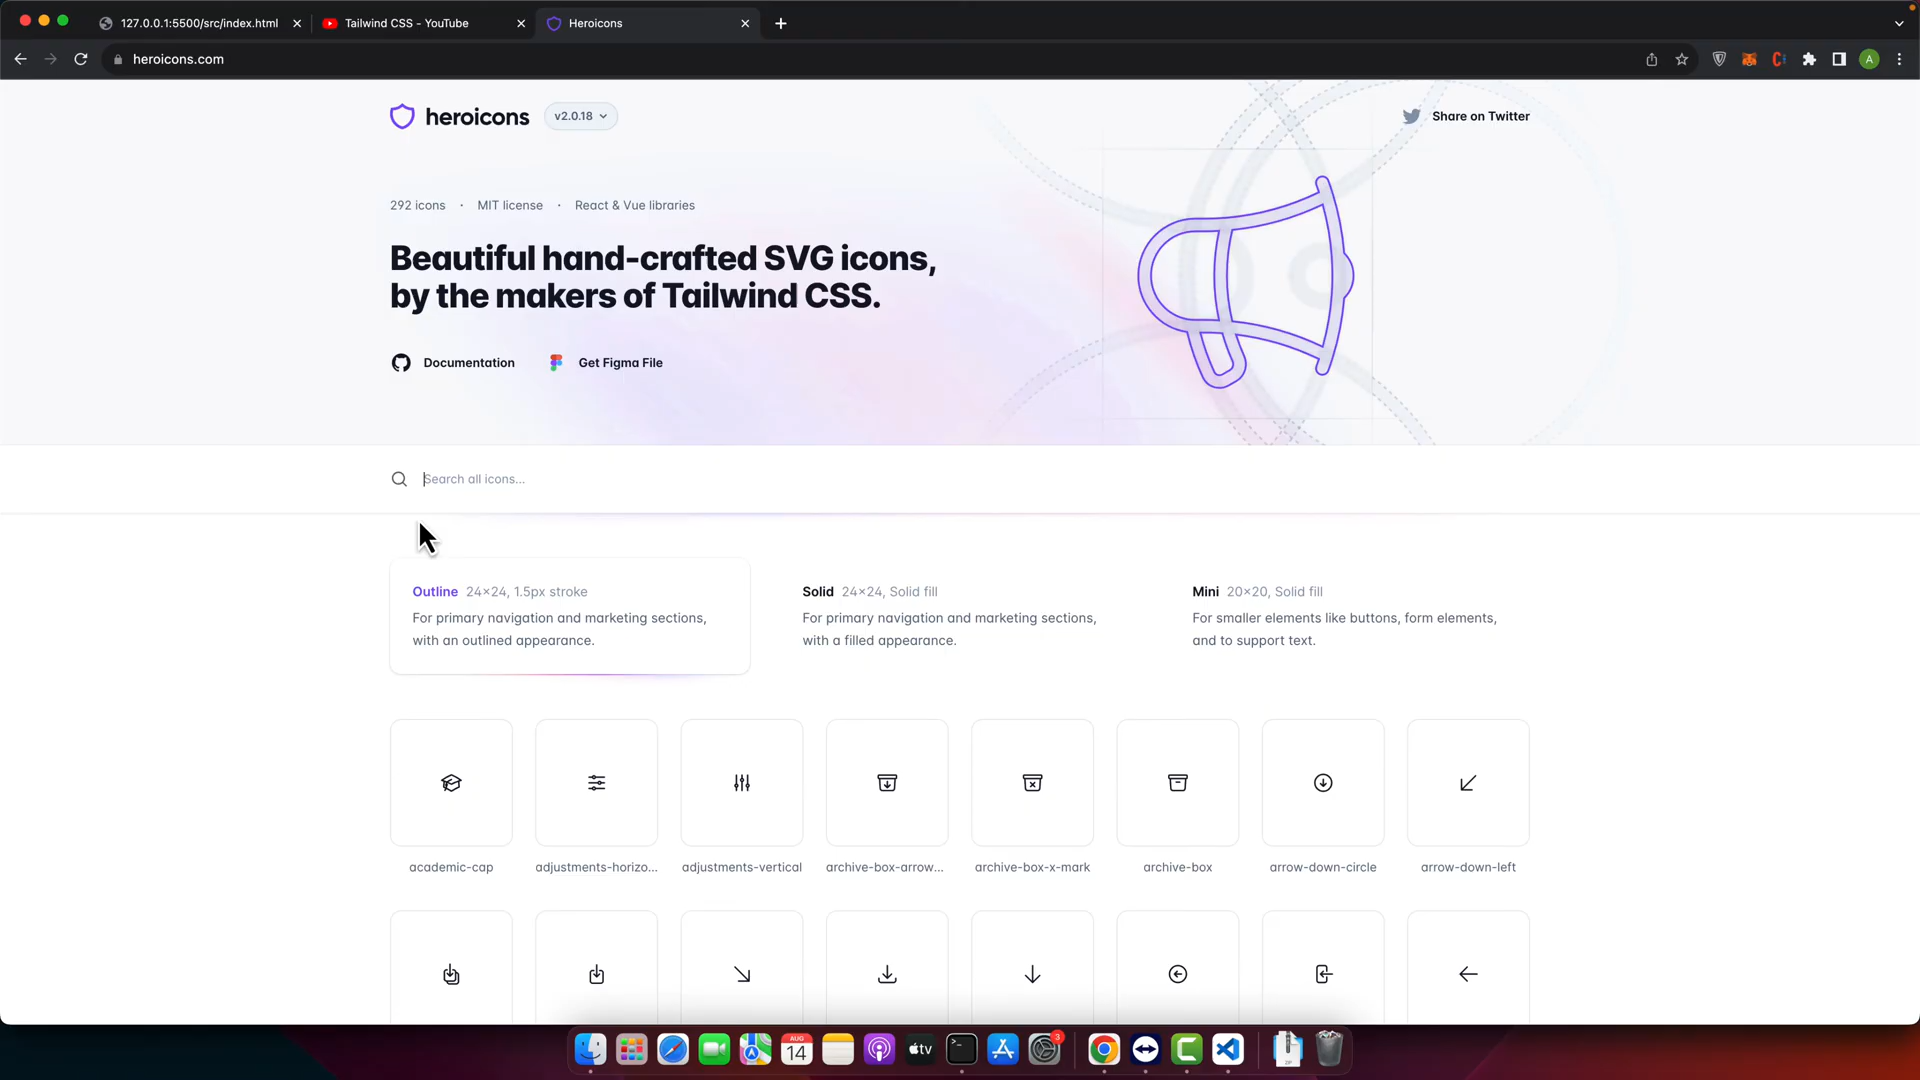 127.0.0.1:5500/src/index.html
Tailwind CSS - YouTube
Heroicons
heroicons.com
A
heroicons
v2.0.18
Share on Twitter
292 icons · MIT license · React & Vue libraries
Beautiful hand-crafted SVG icons,
by the makers of Tailwind CSS.
Documentation
Get Figma File
Search all icons...
Outline 24×24, 1.5px stroke
For primary navigation and marketing sections,
with an outlined appearance.
Solid 24×24, Solid fill
For primary navigation and marketing sections,
with a filled appearance.
Mini 20×20, Solid fill
For smaller elements like buttons, form elements,
and to support text.
academic-cap
adjustments-horizo...
adjustments-vertical
archive-box-arrow...
archive-box-x-mark
archive-box
arrow-down-circle
arrow-down-left
AUG
14
tv
3
ZIP